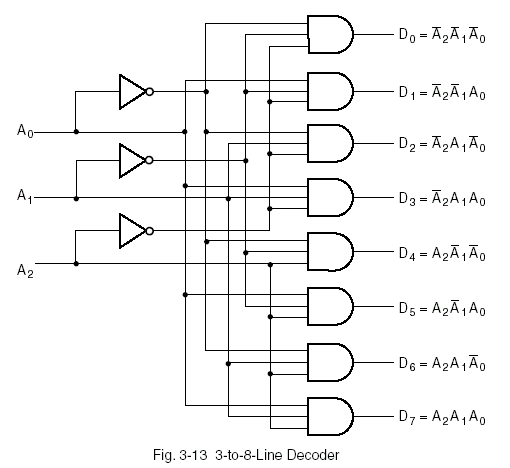 D₀ = A̅₂A̅₁A̅₀
D₁ = A̅₂A̅₁A₀
A₀
D₂ = A̅₂A₁A̅₀
A₁
D₃ = A̅₂A₁A₀
D₄ = A₂A̅₁A̅₀
A₂
D₅ = A₂A̅₁A₀
D₆ = A₂A₁A̅₀
D₇ = A₂A₁A₀
Fig. 3-13 3-to-8-Line Decoder